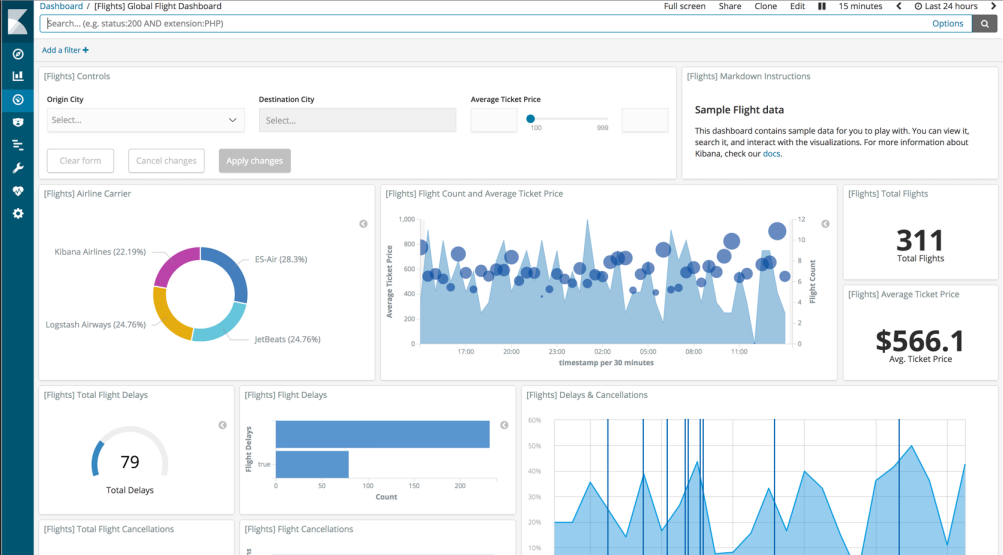 Dashboard / [Flights] Global Flight Dashboard
Full screen Share Clone Edit 15 minutes Last 24 hours
Search... (e.g. status:200 AND extension:PHP)
Options
Add a filter
[Flights] Controls
Origin City
Destination City
Average Ticket Price
Select...
Select...
100
999
Clear form
Cancel changes
Apply changes
[Flights] Markdown Instructions
Sample Flight data
This dashboard contains sample data for you to play with. You can view it,
search it, and interact with the visualizations. For more information about
Kibana, check our docs.
[Flights] Airline Carrier
Kibana Airlines (22.19%)
ES-Air (28.3%)
Logstash Airways (24.76%)
JetBeats (24.76%)
[Flights] Flight Count and Average Ticket Price
Average Ticket Price
1,000
800
600
400
200
0
12
10
8
6
4
2
0
Flight Count
17:00
20:00
23:00
02:00
05:00
08:00
11:00
timestamp per 30 minutes
[Flights] Total Flights
311
Total Flights
[Flights] Average Ticket Price
$566.1
Avg. Ticket Price
[Flights] Total Flight Delays
79
Total Delays
[Flights] Flight Delays
Flight Delays
true
0
50
100
150
200
Count
[Flights] Delays & Cancellations
60%
50%
40%
30%
20%
10%
[Flights] Total Flight Cancellations
[Flights] Flight Cancellations